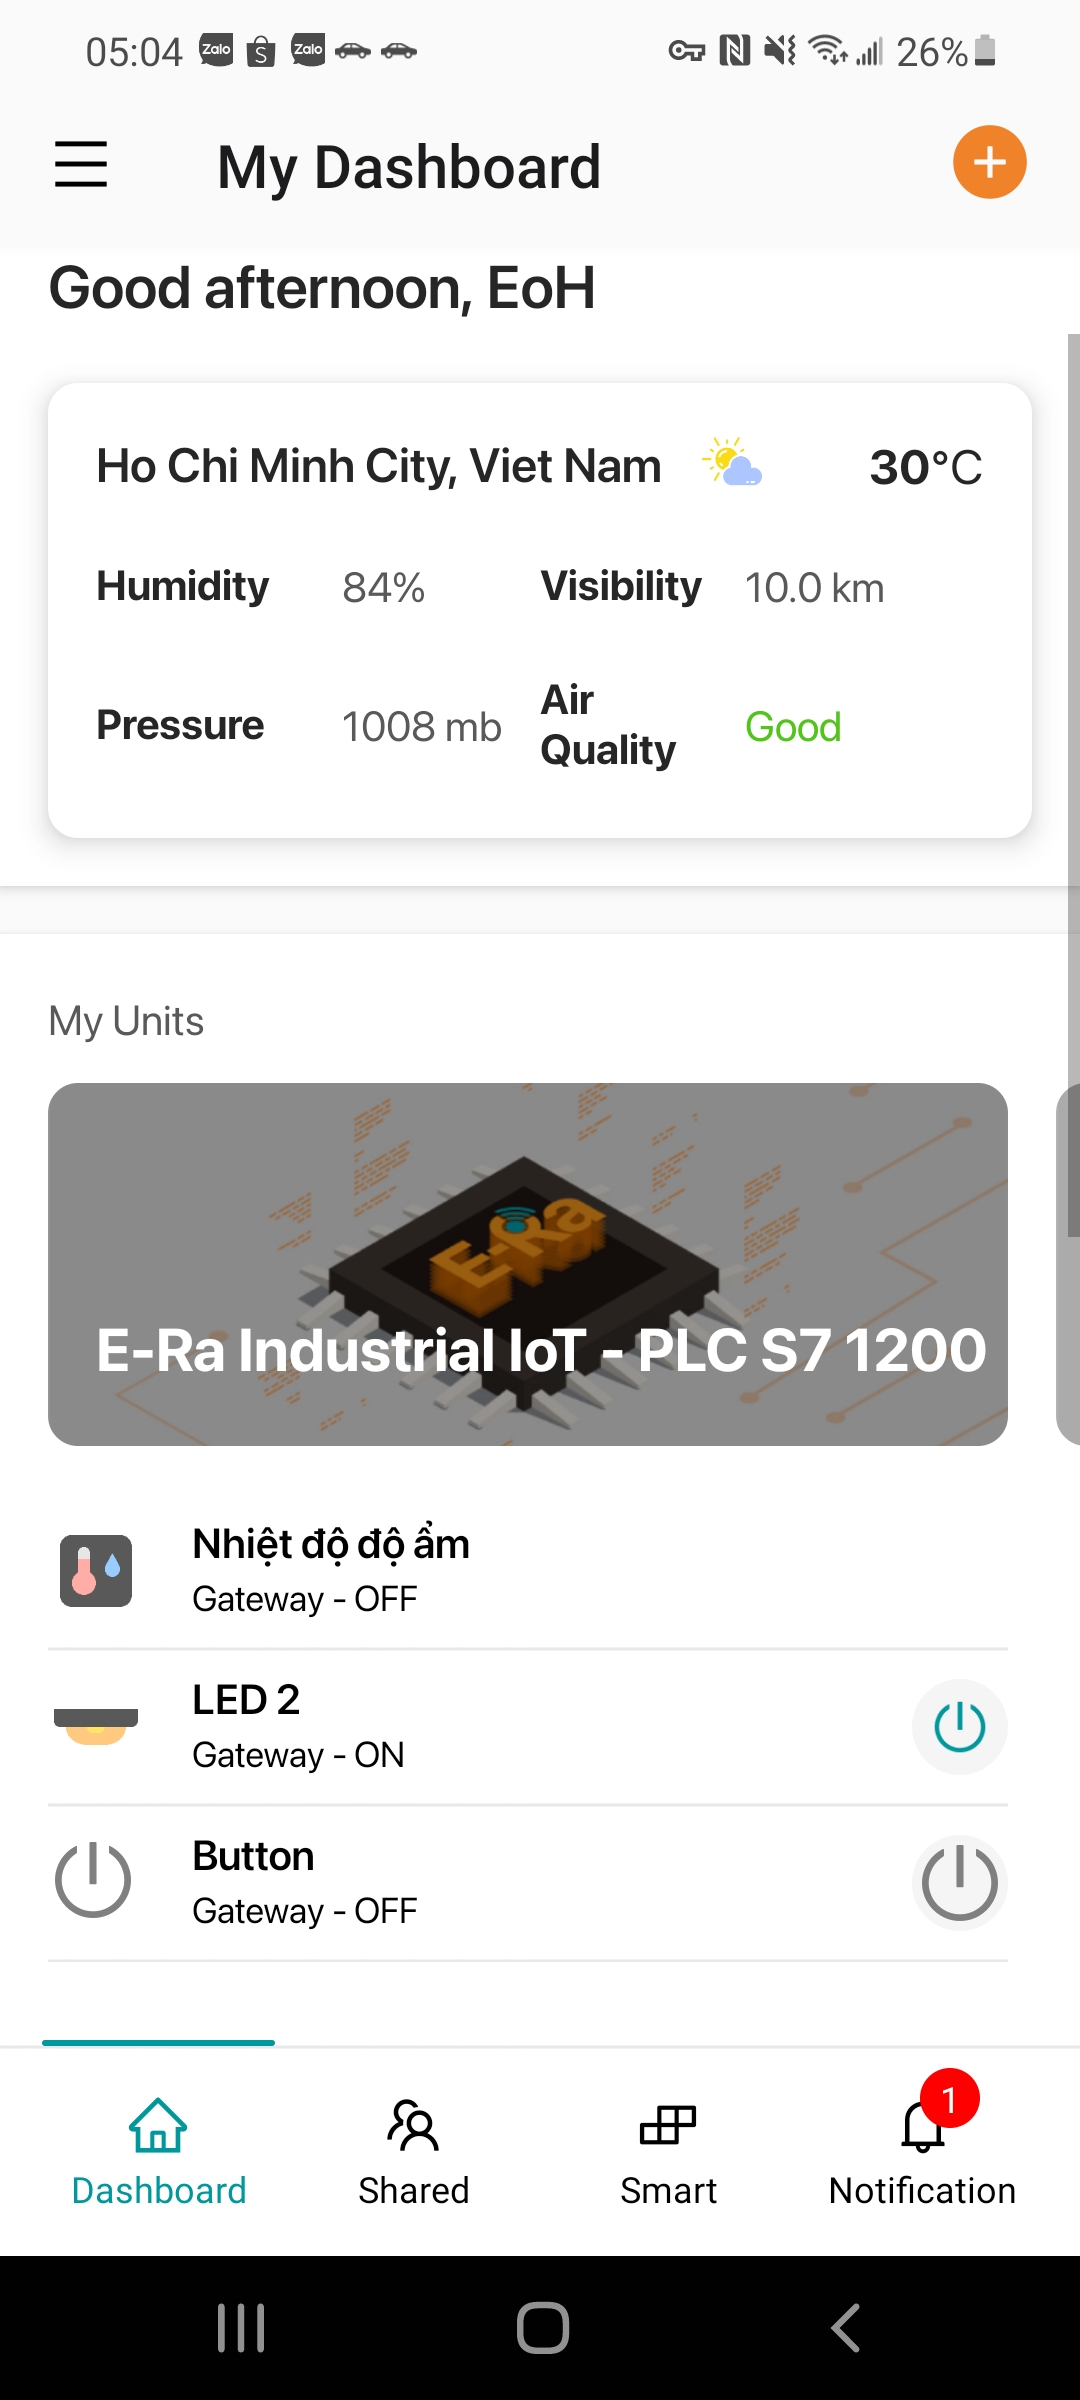 05:04 Zalo S Zalo 26%
My Dashboard
Good afternoon, EoH
Ho Chi Minh City, Viet Nam 30°C
Humidity 84% Visibility 10.0 km
Pressure 1008 mb Air Quality Good
My Units
E-Ra
E-Ra Industrial IoT - PLC S7 1200
Nhiệt độ độ ẩm
Gateway - OFF
LED 2
Gateway - ON
Button
Gateway - OFF
1
Dashboard Shared Smart Notification